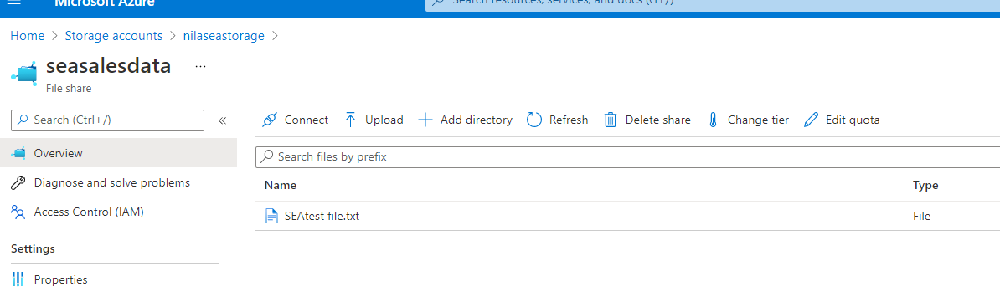 Microsoft Azure
Search resources, services, and docs (G+/)
Home > Storage accounts > nilaseastorage >
seasalesdata ...
File share
Search (Ctrl+/) «
Connect Upload Add directory Refresh Delete share Change tier Edit quota
Overview
Diagnose and solve problems
Access Control (IAM)
Settings
Properties
Search files by prefix
Name Type
SEAtest file.txt File